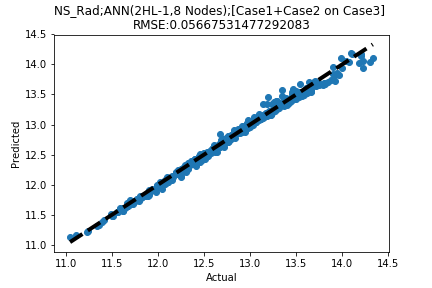 NS_Rad;ANN(2HL-1,8 Nodes);[Case1+Case2 on Case3]
RMSE:0.05667531477292083
14.5
14.0
13.5
13.0
12.5
12.0
11.5
11.0
Predicted
11.0 11.5 12.0 12.5 13.0 13.5 14.0 14.5
Actual